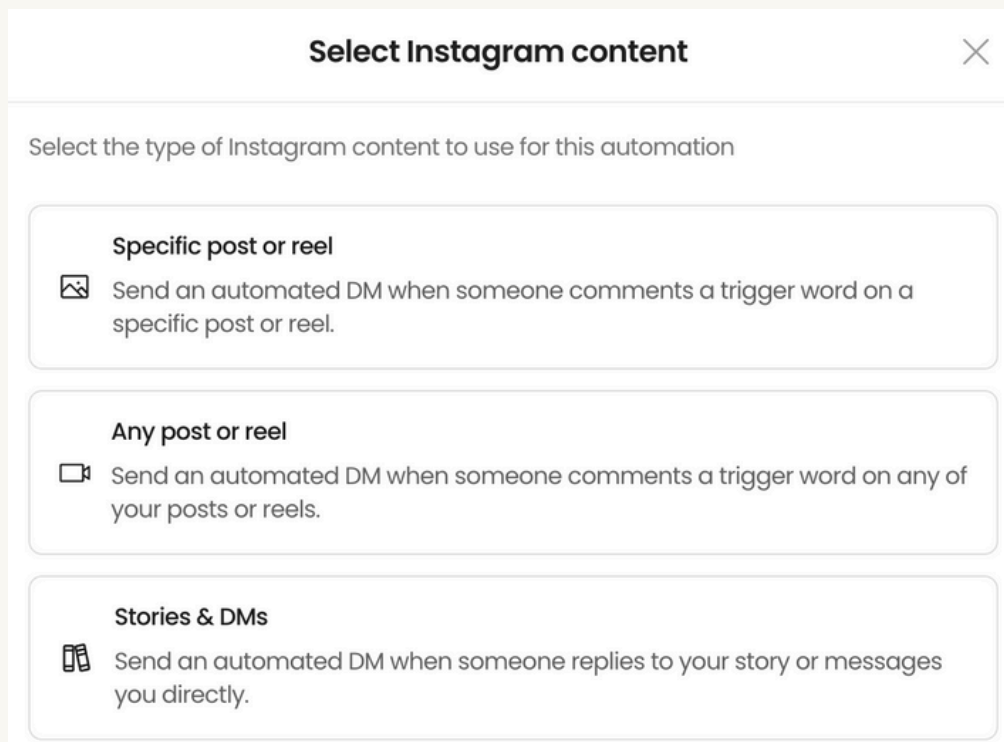 Select Instagram content
Select the type of Instagram content to use for this automation
Specific post or reel
Send an automated DM when someone comments a trigger word on a
specific post or reel.
Any post or reel
Send an automated DM when someone comments a trigger word on any of
your posts or reels.
Stories & DMs
Send an automated DM when someone replies to your story or messages
you directly.